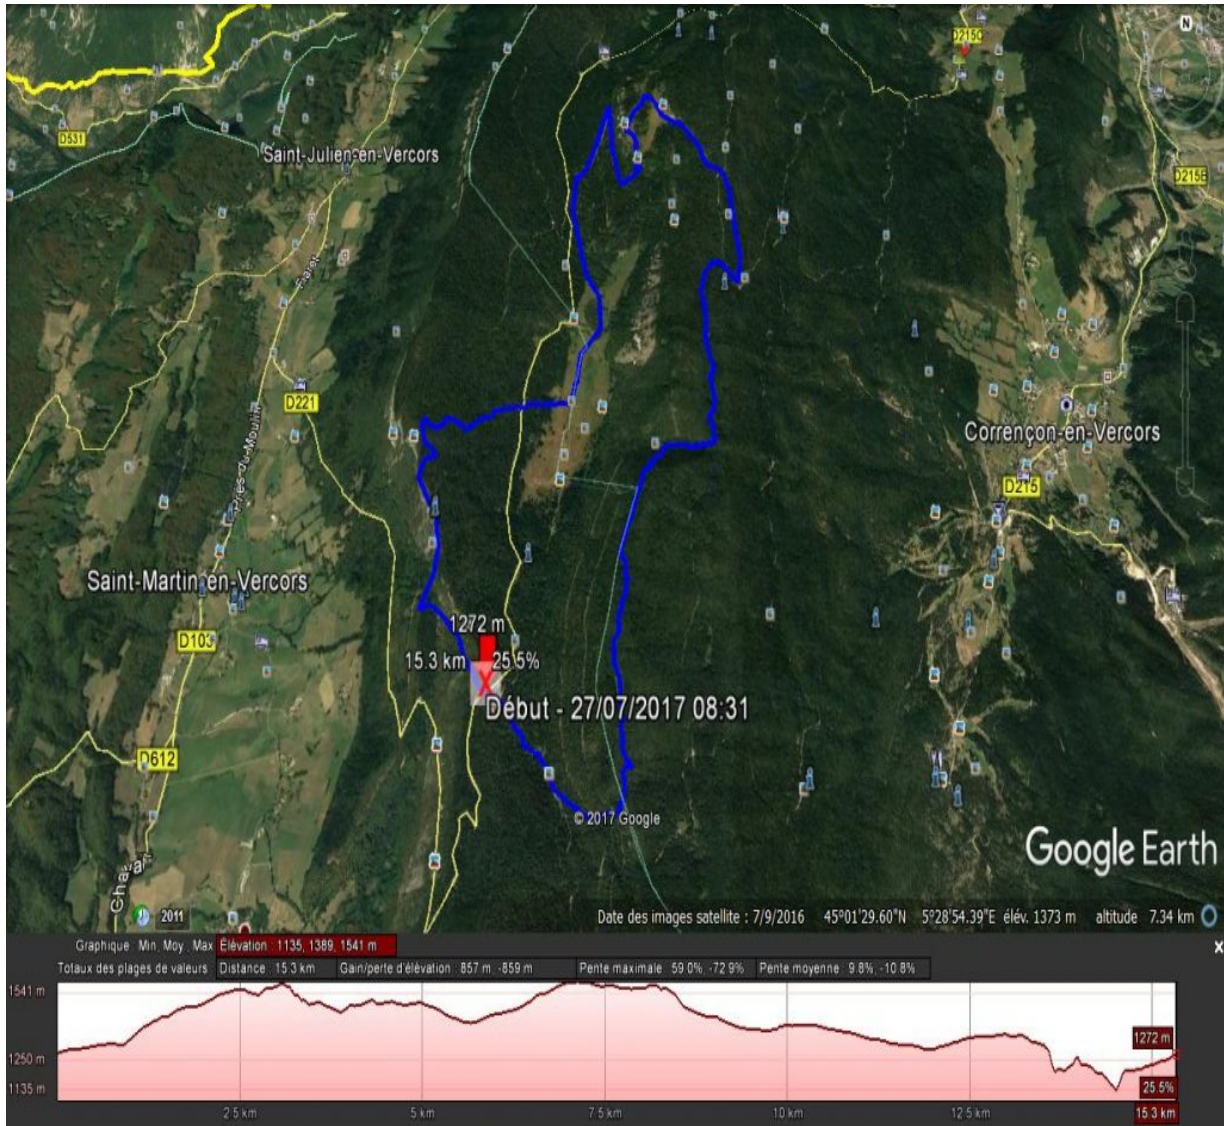 N
D215C
D531
Saint-Julien-en-Vercors
D215B
Fraret
D221
Prés-du-Moulin
Corrençon-en-Vercors
D215
Saint-Martin-en-Vercors
1272 m
D103
15.3 km 25.5%
Début - 27/07/2017 08:31
D612
© 2017 Google
Google Earth
2011
Date des images satellite : 7/9/2016 45°01'29.60"N 5°28'54.39"E élév. 1373 m altitude 7.34 km
Graphique Min, Moy, Max Élévation : 1135, 1389, 1541 m X
Totaux des plages de valeurs Distance : 15.3 km Gain/perte d'élévation : 857 m, -859 m Pente maximale : 59.0%, -72.9% Pente moyenne : 9.8%, -10.8%
1541 m
1272 m
1250 m
25.5%
1135 m
2.5 km 5 km 7.5 km 10 km 12.5 km 15.3 km